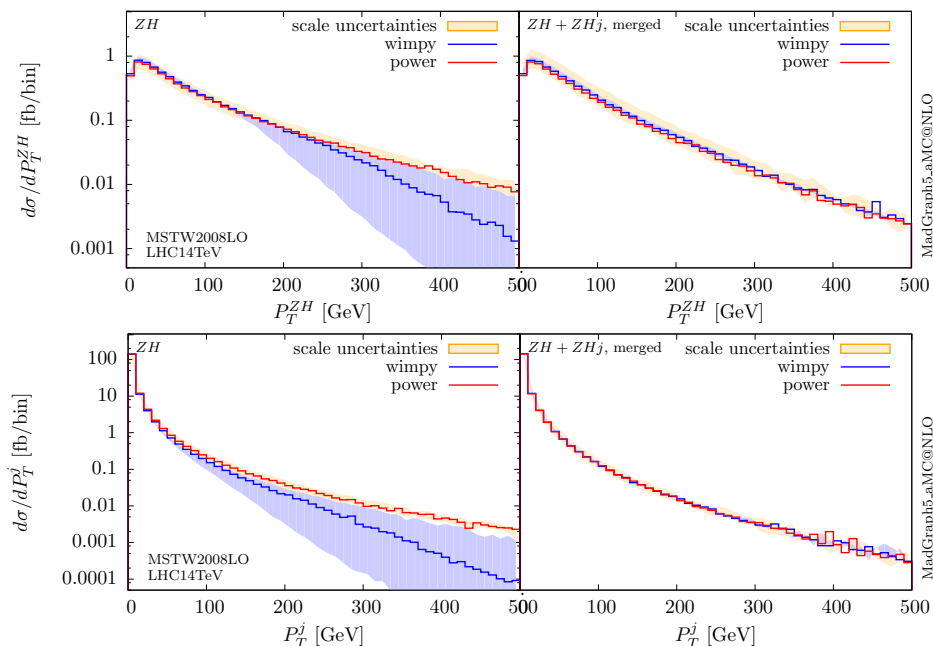 ZH
scale uncertainties
wimpy
power
ZH + ZHj, merged
scale uncertainties
wimpy
power
1
0.1
0.01
0.001
dσ/dP_T^{ZH} [fb/bin]
MSTW2008LO
LHC14TeV
0 100 200 300 400 500
0 100 200 300 400 500
P_T^{ZH} [GeV]
P_T^{ZH} [GeV]
MadGraph5_aMC@NLO
ZH
scale uncertainties
wimpy
power
ZH + ZHj, merged
scale uncertainties
wimpy
power
100
10
1
0.1
0.01
0.001
0.0001
dσ/dP_T^j [fb/bin]
MSTW2008LO
LHC14TeV
0 100 200 300 400 500
0 100 200 300 400 500
P_T^j [GeV]
P_T^j [GeV]
MadGraph5_aMC@NLO